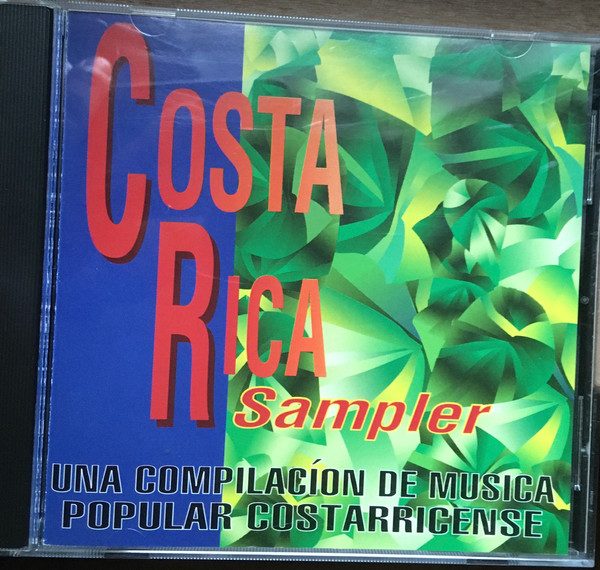 COSTA
RICA
Sampler
UNA COMPILACÍON DE MUSICA
POPULAR COSTARRICENSE